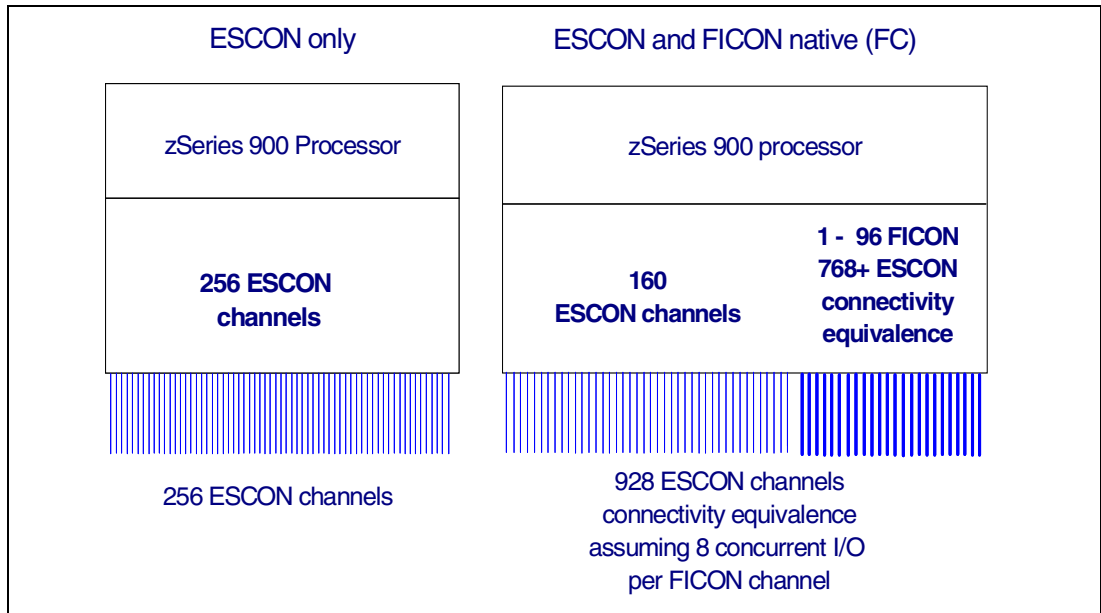 ESCON only
zSeries 900 Processor
256 ESCON
channels
256 ESCON channels
ESCON and FICON native (FC)
zSeries 900 processor
160
ESCON channels
1 - 96 FICON
768+ ESCON
connectivity
equivalence
928 ESCON channels
connectivity equivalence
assuming 8 concurrent I/O
per FICON channel